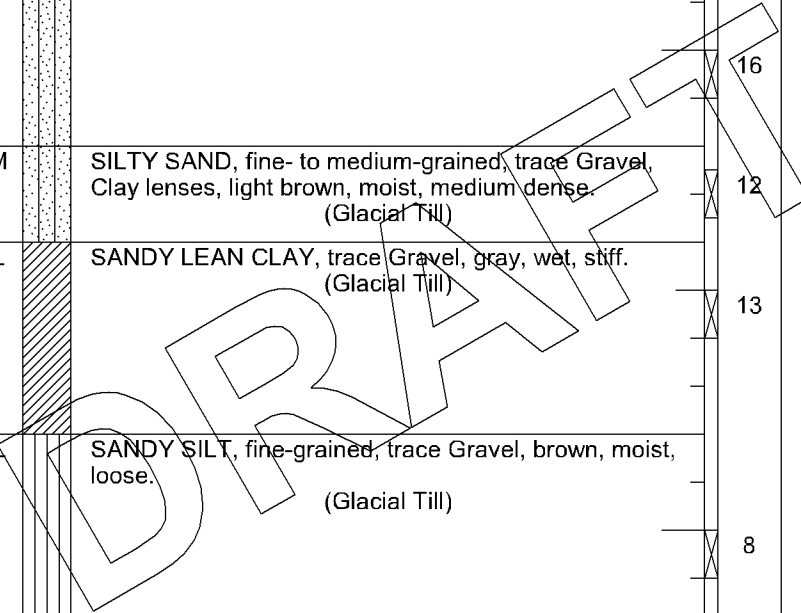 16
M SILTY SAND, fine- to medium-grained, trace Gravel,
Clay lenses, light brown, moist, medium dense. 12
(Glacial Till)
L SANDY LEAN CLAY, trace Gravel, gray, wet, stiff.
(Glacial Till)
13
L SANDY SILT, fine-grained, trace Gravel, brown, moist,
loose.
(Glacial Till)
8
DRAFT